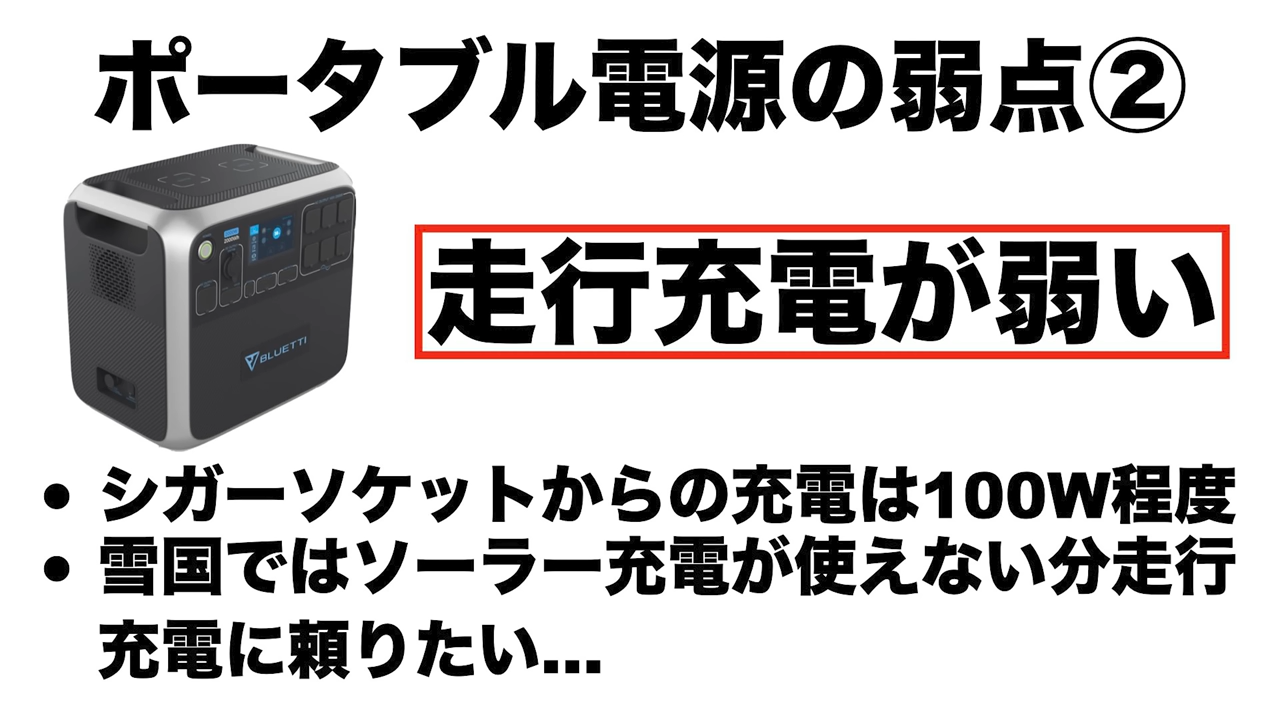 ポータブル電源の弱点②
走行充電が弱い
BLUETTI
• シガーソケットからの充電は100W程度
• 雪国ではソーラー充電が使えない分走行
充電に頼りたい...